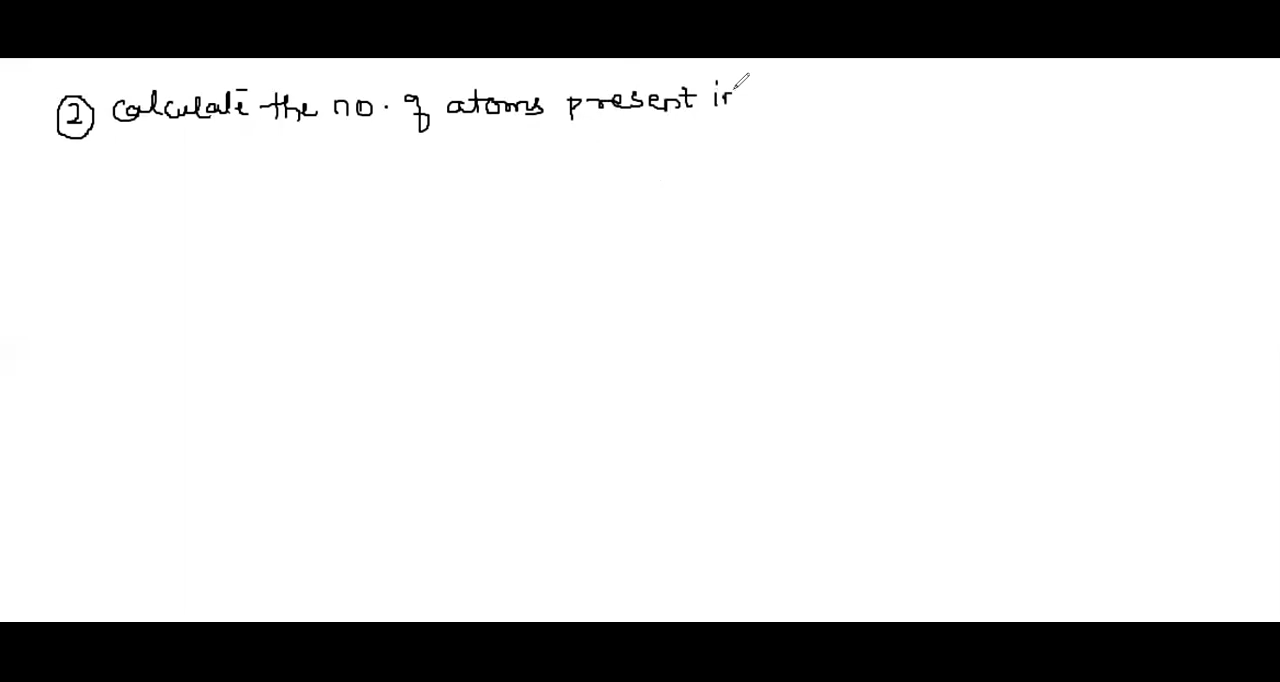 ② Calculate the no. of atoms present in